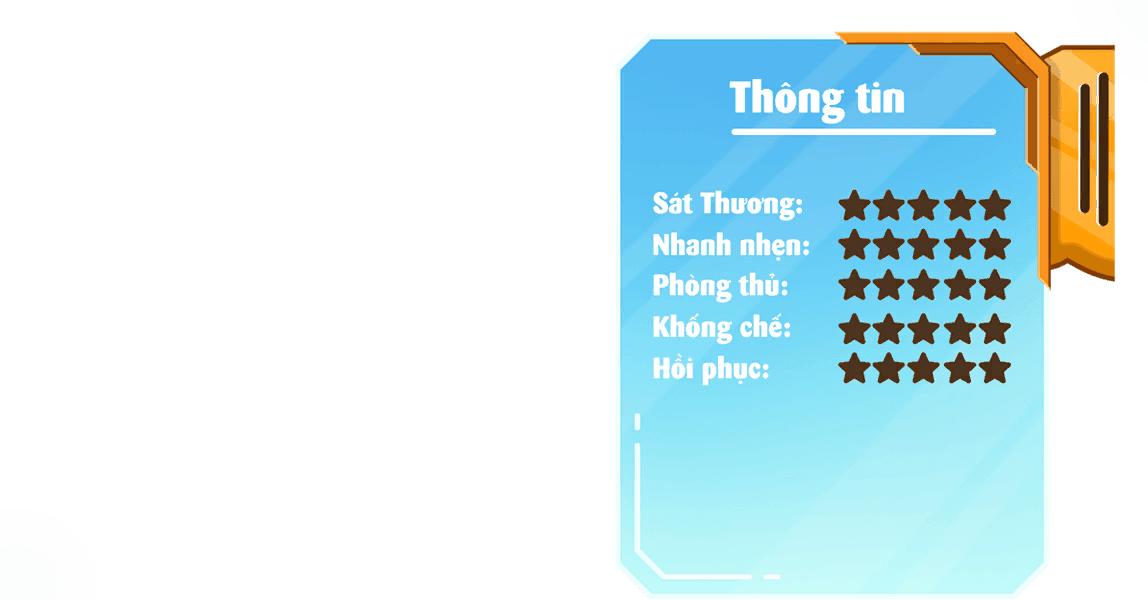 Thông tin
Sát Thương:
Nhanh nhẹn:
Phòng thủ:
Khống chế:
Hồi phục: